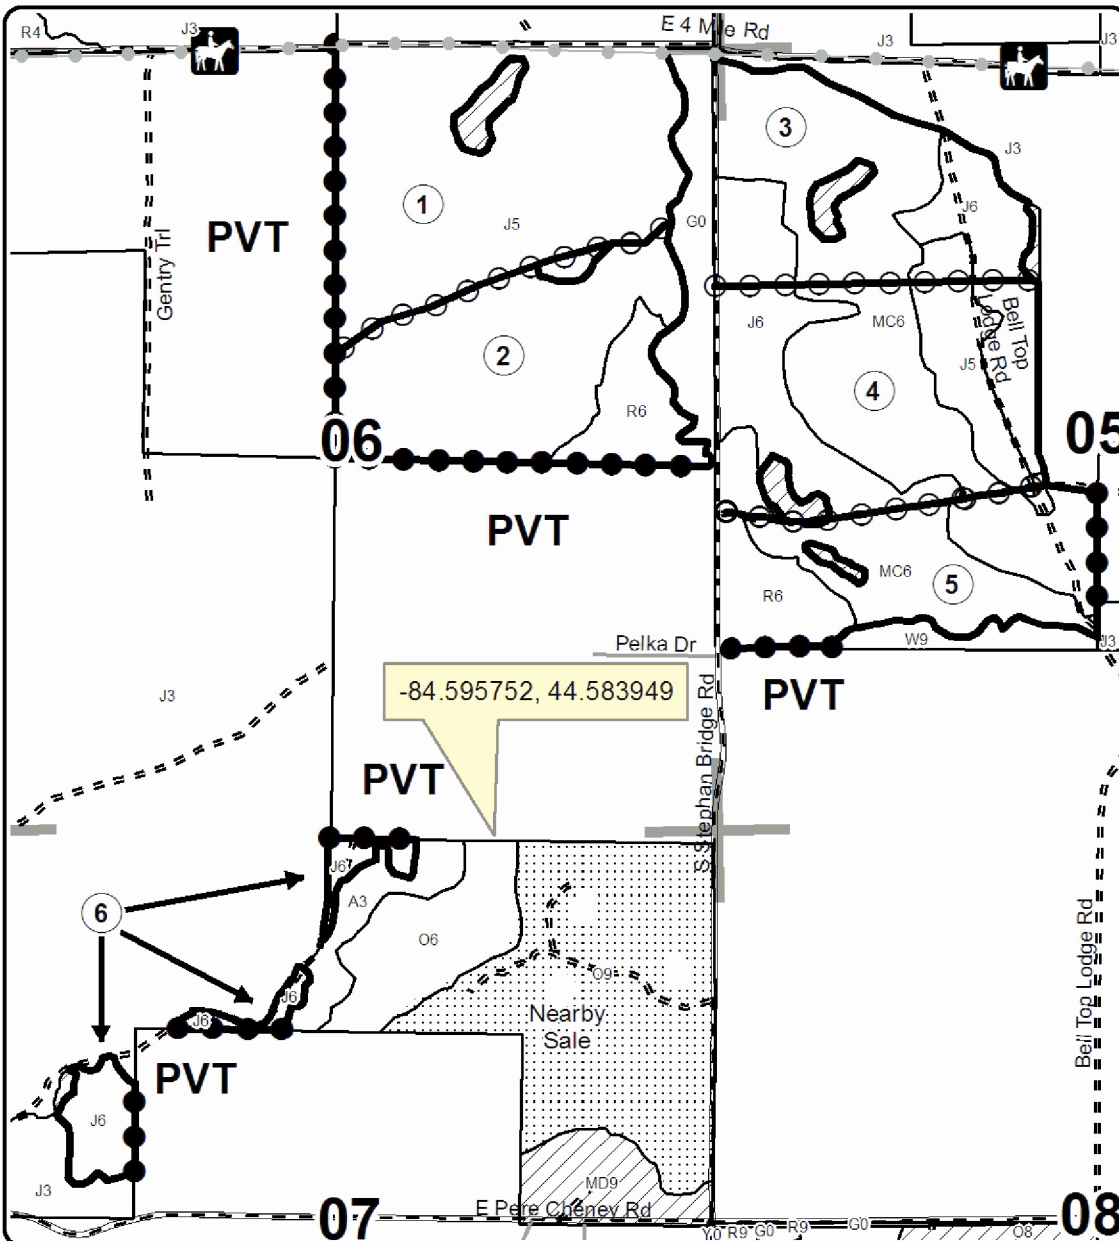 E 4 Mile Rd
R4
J3
J3
J3
3
J3
1
J5
G0
J6
PVT
Gentry Trl
2
J6
MC6
Bell Top
Lodge Rd
J5
4
R6
06
05
PVT
MC6
5
R6
Pelka Dr
W9
J3
PVT
J3
-84.595752, 44.583949
S Stephan Bridge Rd
PVT
J6
6
A3
O6
O9
J6
J6
Nearby
Sale
PVT
Bell Top Lodge Rd
J6
J3
MD9
E Pere Cheney Rd
07
Y0
R9
G0
R9
G0
O8
08